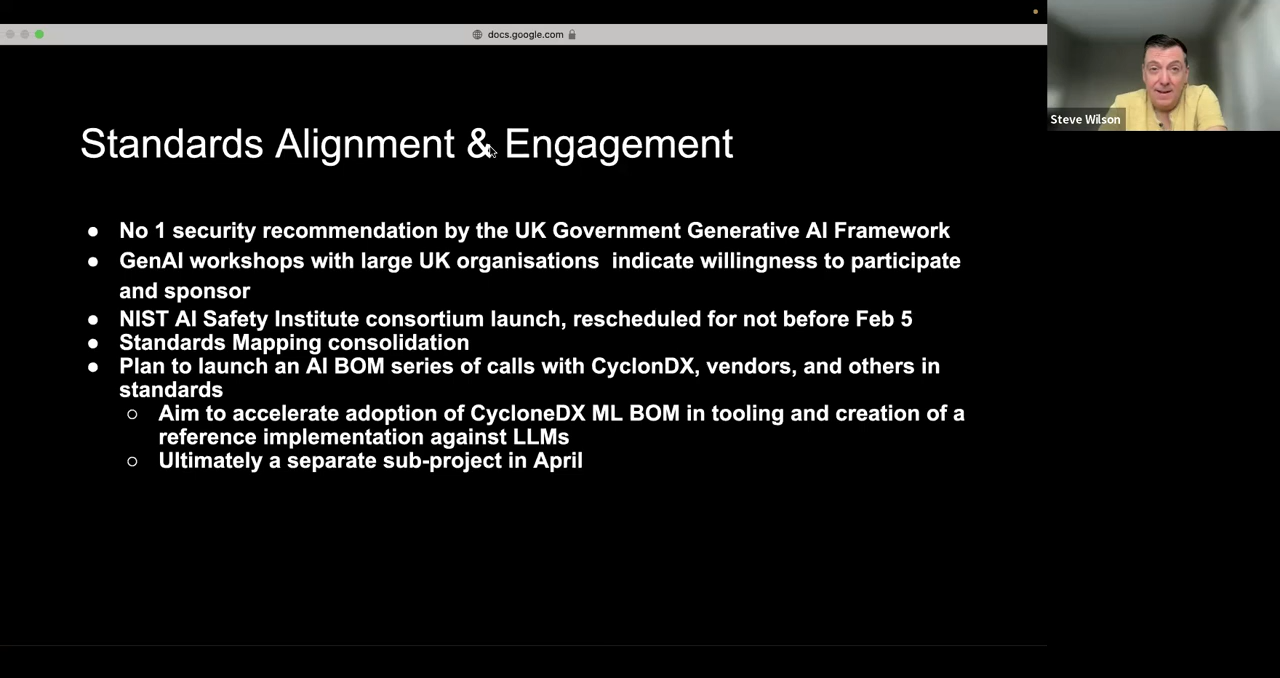 docs.google.com
Steve Wilson
Standards Alignment & Engagement
● No 1 security recommendation by the UK Government Generative AI Framework
● GenAI workshops with large UK organisations  indicate willingness to participate
and sponsor
● NIST AI Safety Institute consortium launch, rescheduled for not before Feb 5
● Standards Mapping consolidation
● Plan to launch an AI BOM series of calls with CyclonDX, vendors, and others in
standards
○ Aim to accelerate adoption of CycloneDX ML BOM in tooling and creation of a
reference implementation against LLMs
○ Ultimately a separate sub-project in April